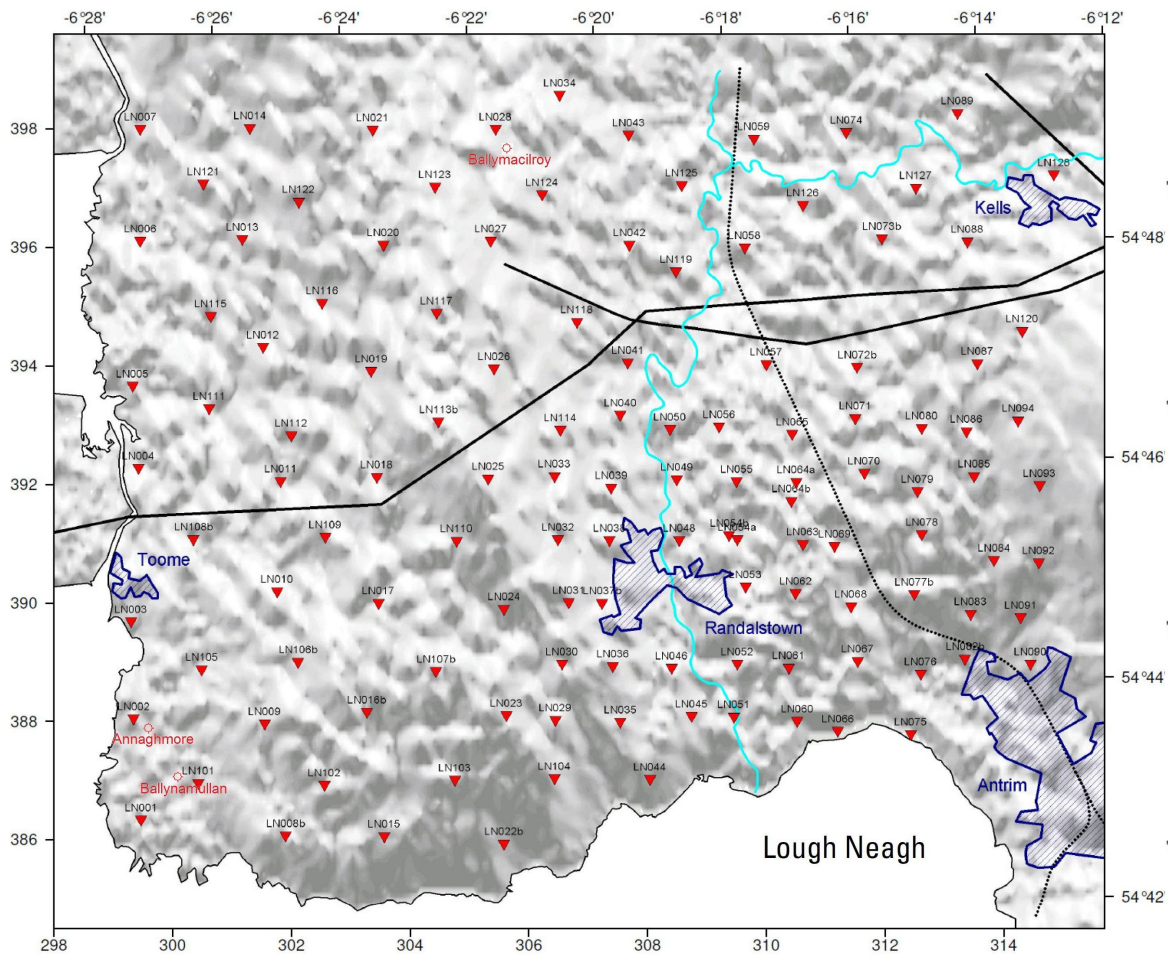 -6°28' -6°26' -6°24' -6°22' -6°20' -6°18' -6°16' -6°14' -6°12'
LN034
LN089
398 LN007 LN014 LN021 LN028 LN043 LN059 LN074
Ballymacilroy
LN121 LN122 LN123 LN124 LN125 LN126 LN127 LN128
Kells
396 LN006 LN013 LN020 LN027 LN042 LN058 LN073b LN088 54°48'
LN119
LN115 LN116 LN117 LN118 LN120
394 LN012 LN019 LN026 LN041 LN057 LN072b LN087
LN005
LN111 LN112 LN113b LN114 LN040 LN050 LN056 LN065 LN071 LN080 LN086 LN094
392 LN004 LN011 LN018 LN025 LN033 LN039 LN049 LN055 LN064a LN070 LN079 LN085 LN093 54°46'
LN064b
LN108b LN109 LN110 LN032 LN038 LN048 LN054b LN054a LN063 LN069 LN078
Toome
LN084 LN092
390 LN003 LN010 LN017 LN024 LN031 LN037b LN053 LN062 LN068 LN077b LN083 LN091
Randalstown
LN105 LN106b LN107b LN030 LN036 LN046 LN052 LN061 LN067 LN076 LN082b LN090 54°44'
388 LN002 LN009 LN016b LN023 LN029 LN035 LN045 LN051 LN060 LN066 LN075
Annaghmore
Ballynamullan
LN101 LN102 LN103 LN104 LN044
Antrim
386 LN001 LN008b LN015 LN022b
Lough Neagh
54°42'
298 300 302 304 306 308 310 312 314